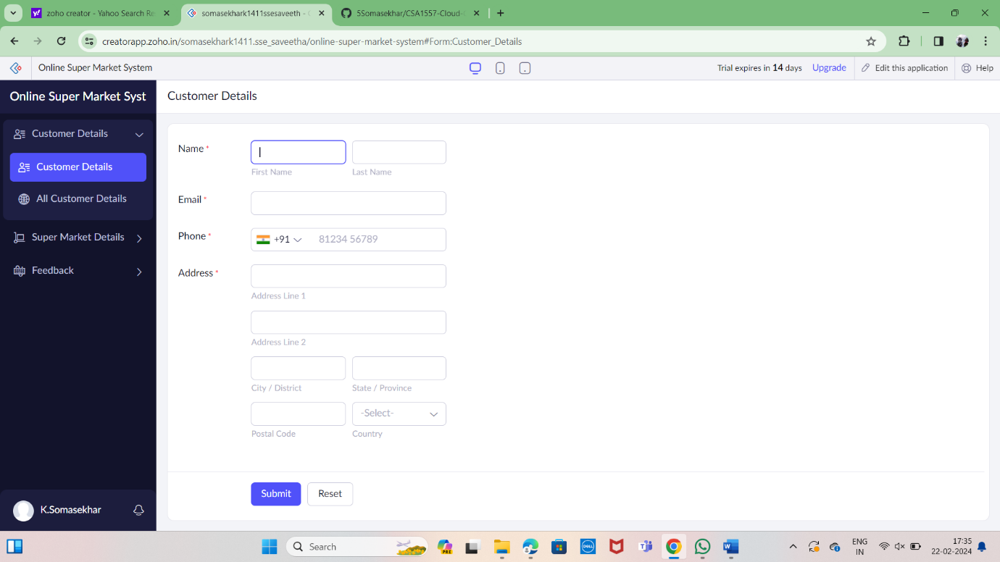 zoho creator - Yahoo Search Re
somasekhark1411ssesaveeth - 
5Somasekhar/CSA1557-Cloud-
creatorapp.zoho.in/somasekhark1411.sse_saveetha/online-super-market-system#Form:Customer_Details
Online Super Market System
Trial expires in 14 days
Upgrade
Edit this application
Help
Online Super Market Syst
Customer Details
Customer Details
Customer Details
All Customer Details
Super Market Details
Feedback
K.Somasekhar
Name *
First Name
Last Name
Email *
Phone *
+91
81234 56789
Address *
Address Line 1
Address Line 2
City / District
State / Province
-Select-
Postal Code
Country
Submit
Reset
Search
PRE
DELL
ENG
IN
17:35
22-02-2024